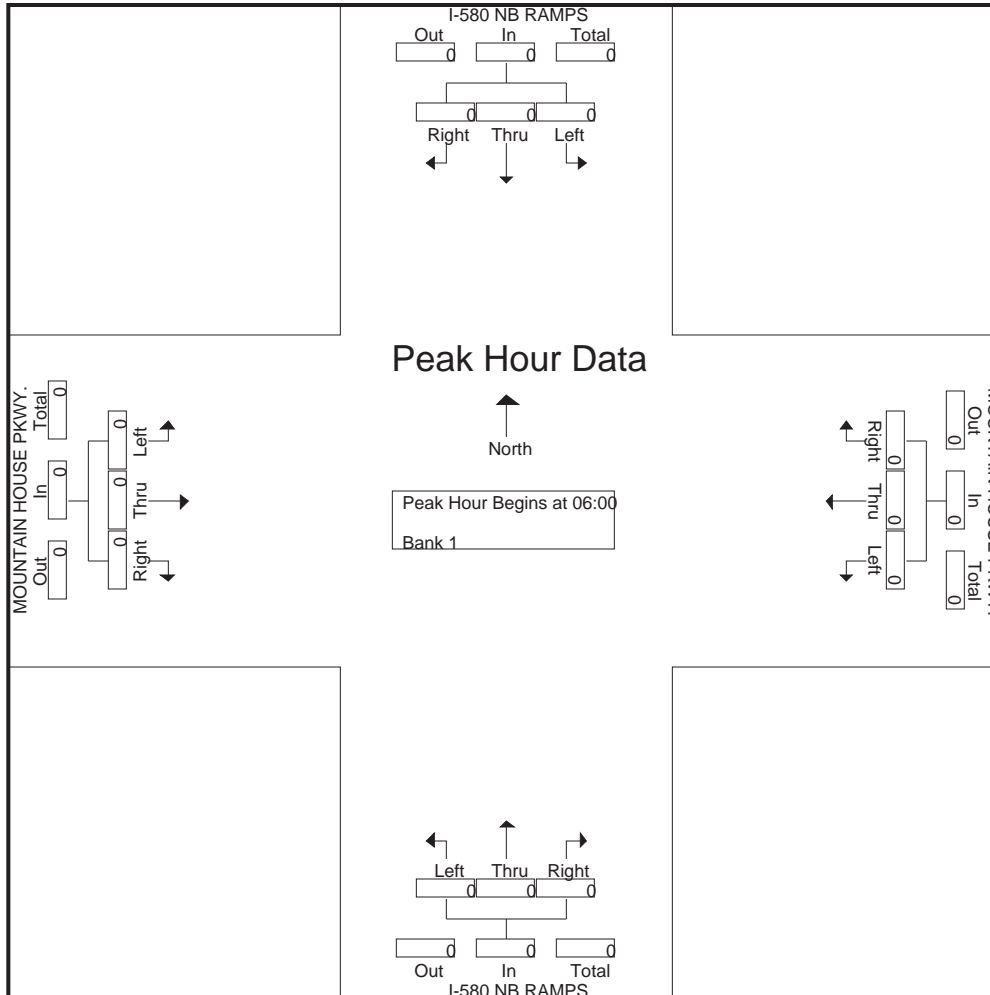 I-580 NB RAMPS
Out In Total
0 0 0
0 0 0
Right Thru Left
Peak Hour Data
North
Peak Hour Begins at 06:00
Bank 1
MOUNTAIN HOUSE PKWY.
Out In Total
0 0 0
0 0 0
Right Thru Left
Out In Total
0 0 0
0 0 0
Right Thru Left
Left Thru Right
0 0 0
0 0 0
Out In Total
I-580 NB RAMPS